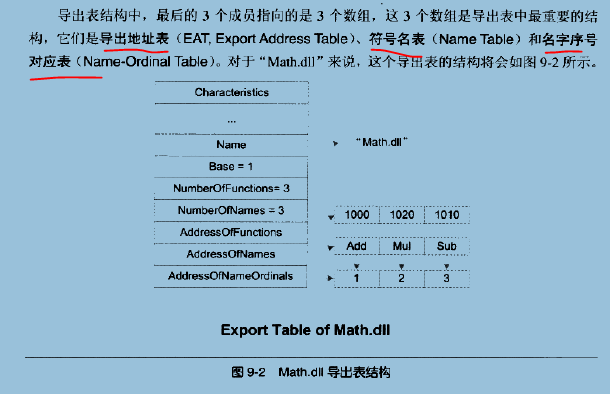 导出表结构中，最后的 3 个成员指向的是 3 个数组，这 3 个数组是导出表中最重要的结
构，它们是导出地址表（EAT, Export Address Table）、符号名表（Name Table）和名字序号
对应表（Name-Ordinal Table）。对于“Math.dll”来说，这个导出表的结构将会如图 9-2 所示。
Characteristics
...
Name
“Math.dll”
Base = 1
NumberOfFunctions= 3
NumberOfNames = 3
1000 1020 1010
AddressOfFunctions
Add Mul Sub
AddressOfNames
AddressOfNameOrdinals
1 2 3
Export Table of Math.dll
图 9-2 Math.dll 导出表结构